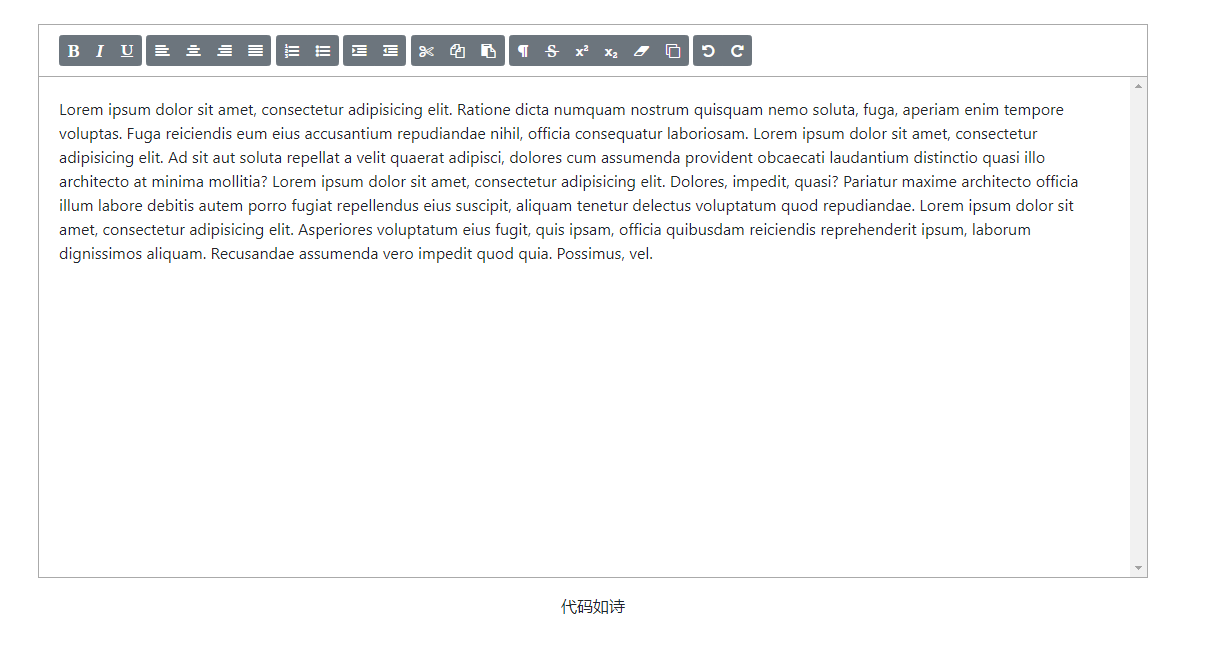 B I U S x² x₂
Lorem ipsum dolor sit amet, consectetur adipisicing elit. Ratione dicta numquam nostrum quisquam nemo soluta, fuga, aperiam enim tempore
voluptas. Fuga reiciendis eum eius accusantium repudiandae nihil, officia consequatur laboriosam. Lorem ipsum dolor sit amet, consectetur
adipisicing elit. Ad sit aut soluta repellat a velit quaerat adipisci, dolores cum assumenda provident obcaecati laudantium distinctio quasi illo
architecto at minima mollitia? Lorem ipsum dolor sit amet, consectetur adipisicing elit. Dolores, impedit, quasi? Pariatur maxime architecto officia
illum labore debitis autem porro fugiat repellendus eius suscipit, aliquam tenetur delectus voluptatum quod repudiandae. Lorem ipsum dolor sit
amet, consectetur adipisicing elit. Asperiores voluptatum eius fugit, quis ipsam, officia quibusdam reiciendis reprehenderit ipsum, laborum
dignissimos aliquam. Recusandae assumenda vero impedit quod quia. Possimus, vel.
代码如诗